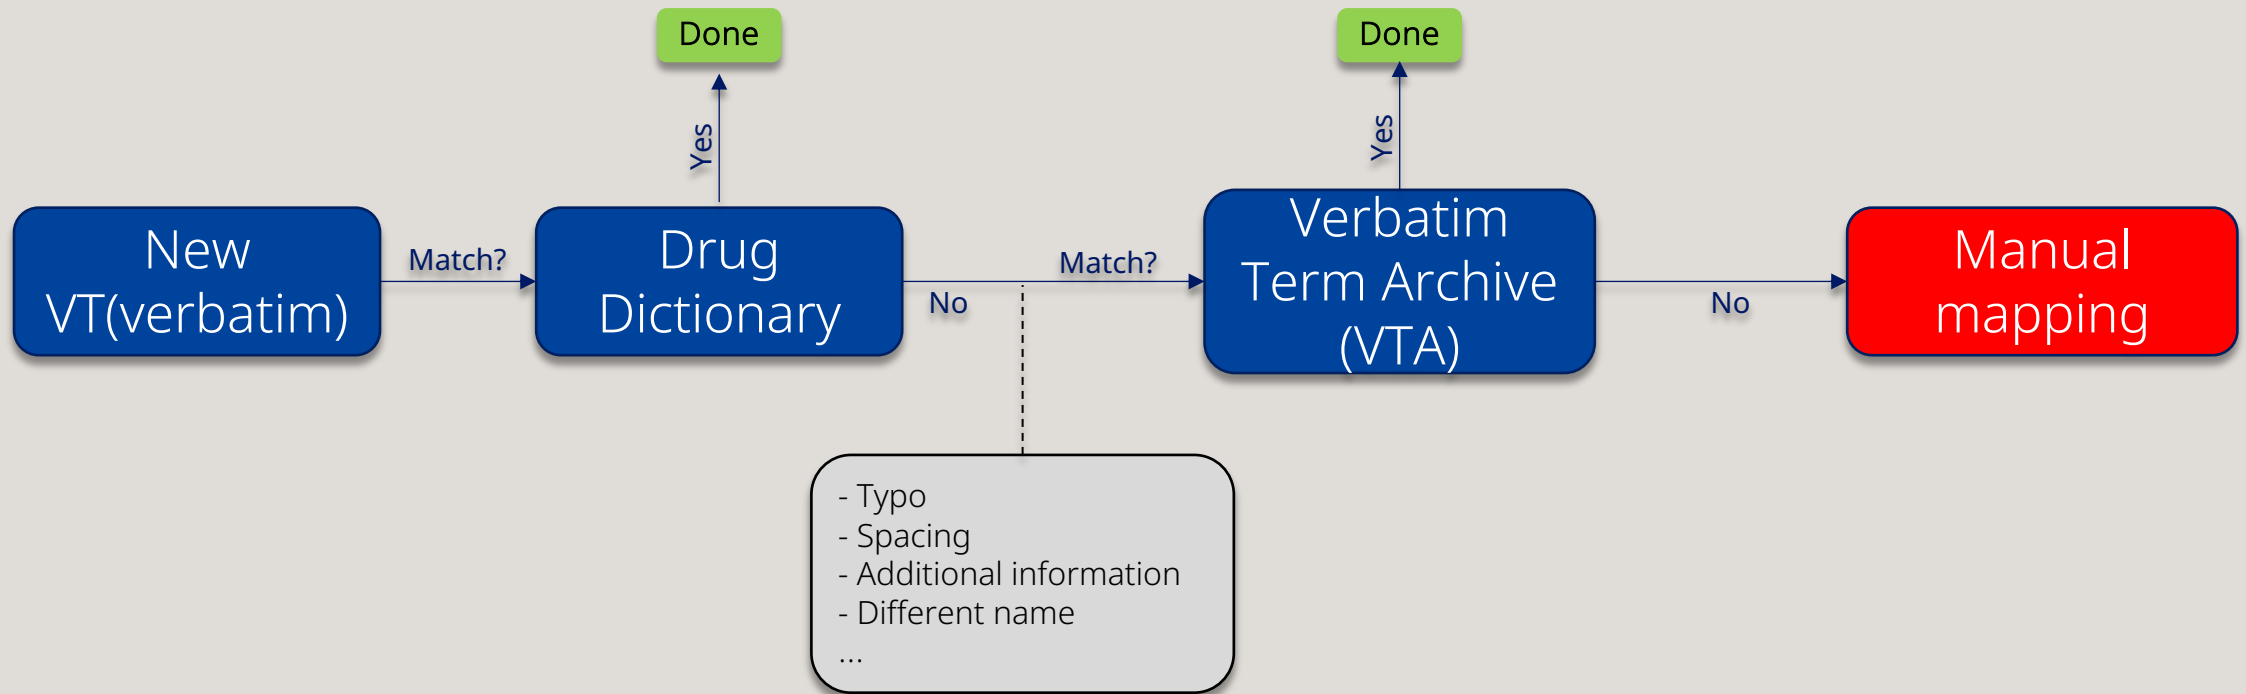 Done
Done
Yes
Yes
New
VT(verbatim)
Match?
Drug
Dictionary
No
Match?
Verbatim
Term Archive
(VTA)
No
Manual
mapping
- Typo
- Spacing
- Additional information
- Different name
...